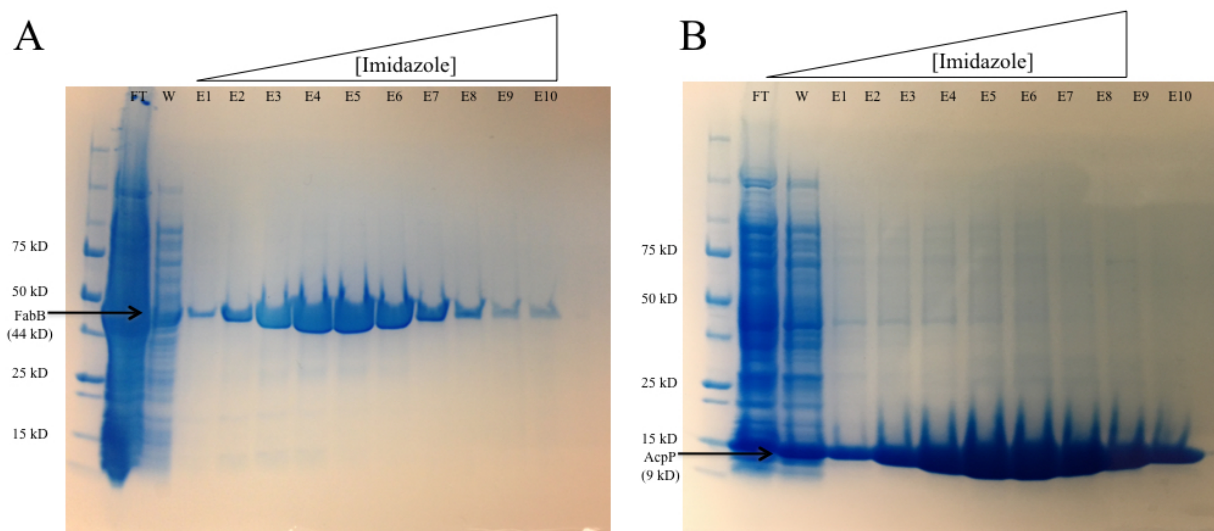 A
[Imidazole]
FT W E1 E2 E3 E4 E5 E6 E7 E8 E9 E10
75 kD
50 kD
FabB
(44 kD)
25 kD
15 kD
B
[Imidazole]
FT W E1 E2 E3 E4 E5 E6 E7 E8 E9 E10
75 kD
50 kD
25 kD
15 kD
AcpP
(9 kD)